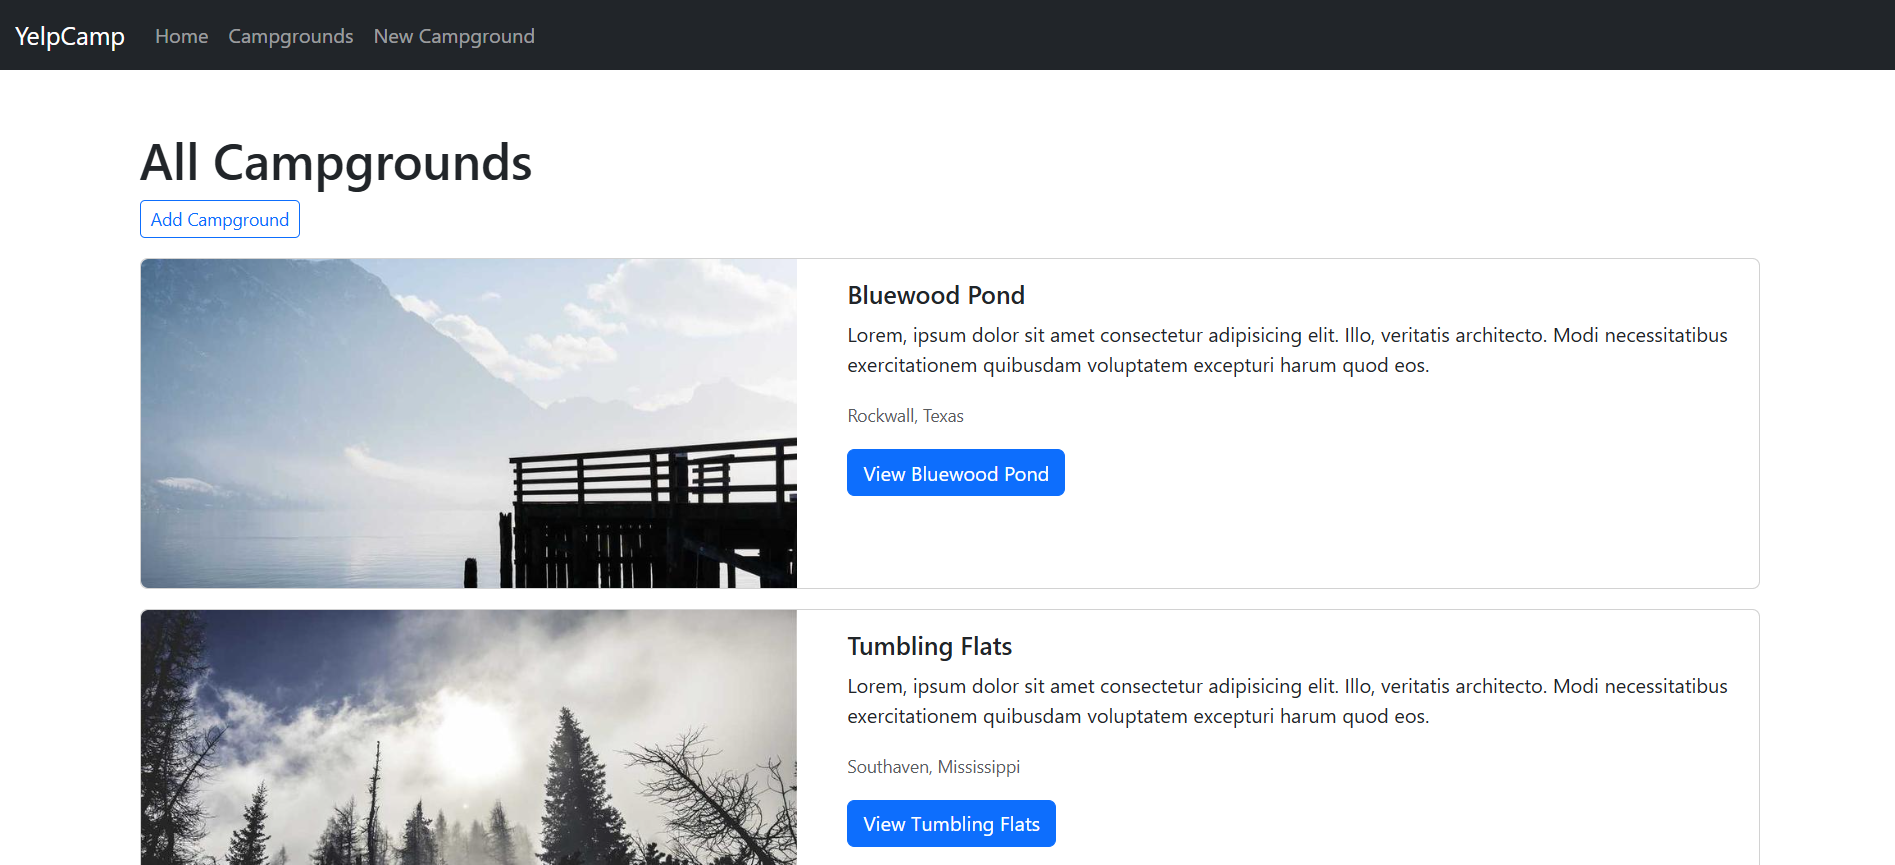 YelpCamp Home Campgrounds New Campground
All Campgrounds
Add Campground
Bluewood Pond
Lorem, ipsum dolor sit amet consectetur adipisicing elit. Illo, veritatis architecto. Modi necessitatibus
exercitationem quibusdam voluptatem excepturi harum quod eos.
Rockwall, Texas
View Bluewood Pond
Tumbling Flats
Lorem, ipsum dolor sit amet consectetur adipisicing elit. Illo, veritatis architecto. Modi necessitatibus
exercitationem quibusdam voluptatem excepturi harum quod eos.
Southaven, Mississippi
View Tumbling Flats